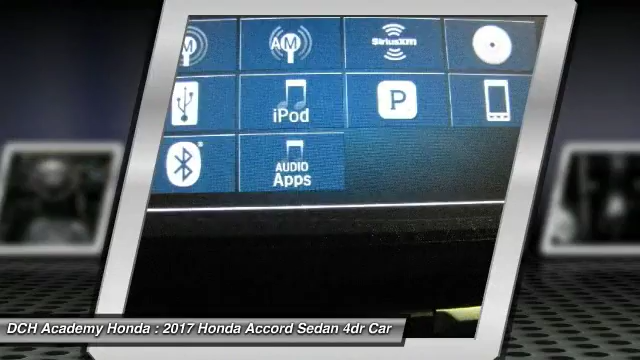 M
AM
SiriusXM
iPod
P
AUDIO
Apps
DCH Academy Honda : 2017 Honda Accord Sedan 4dr Car